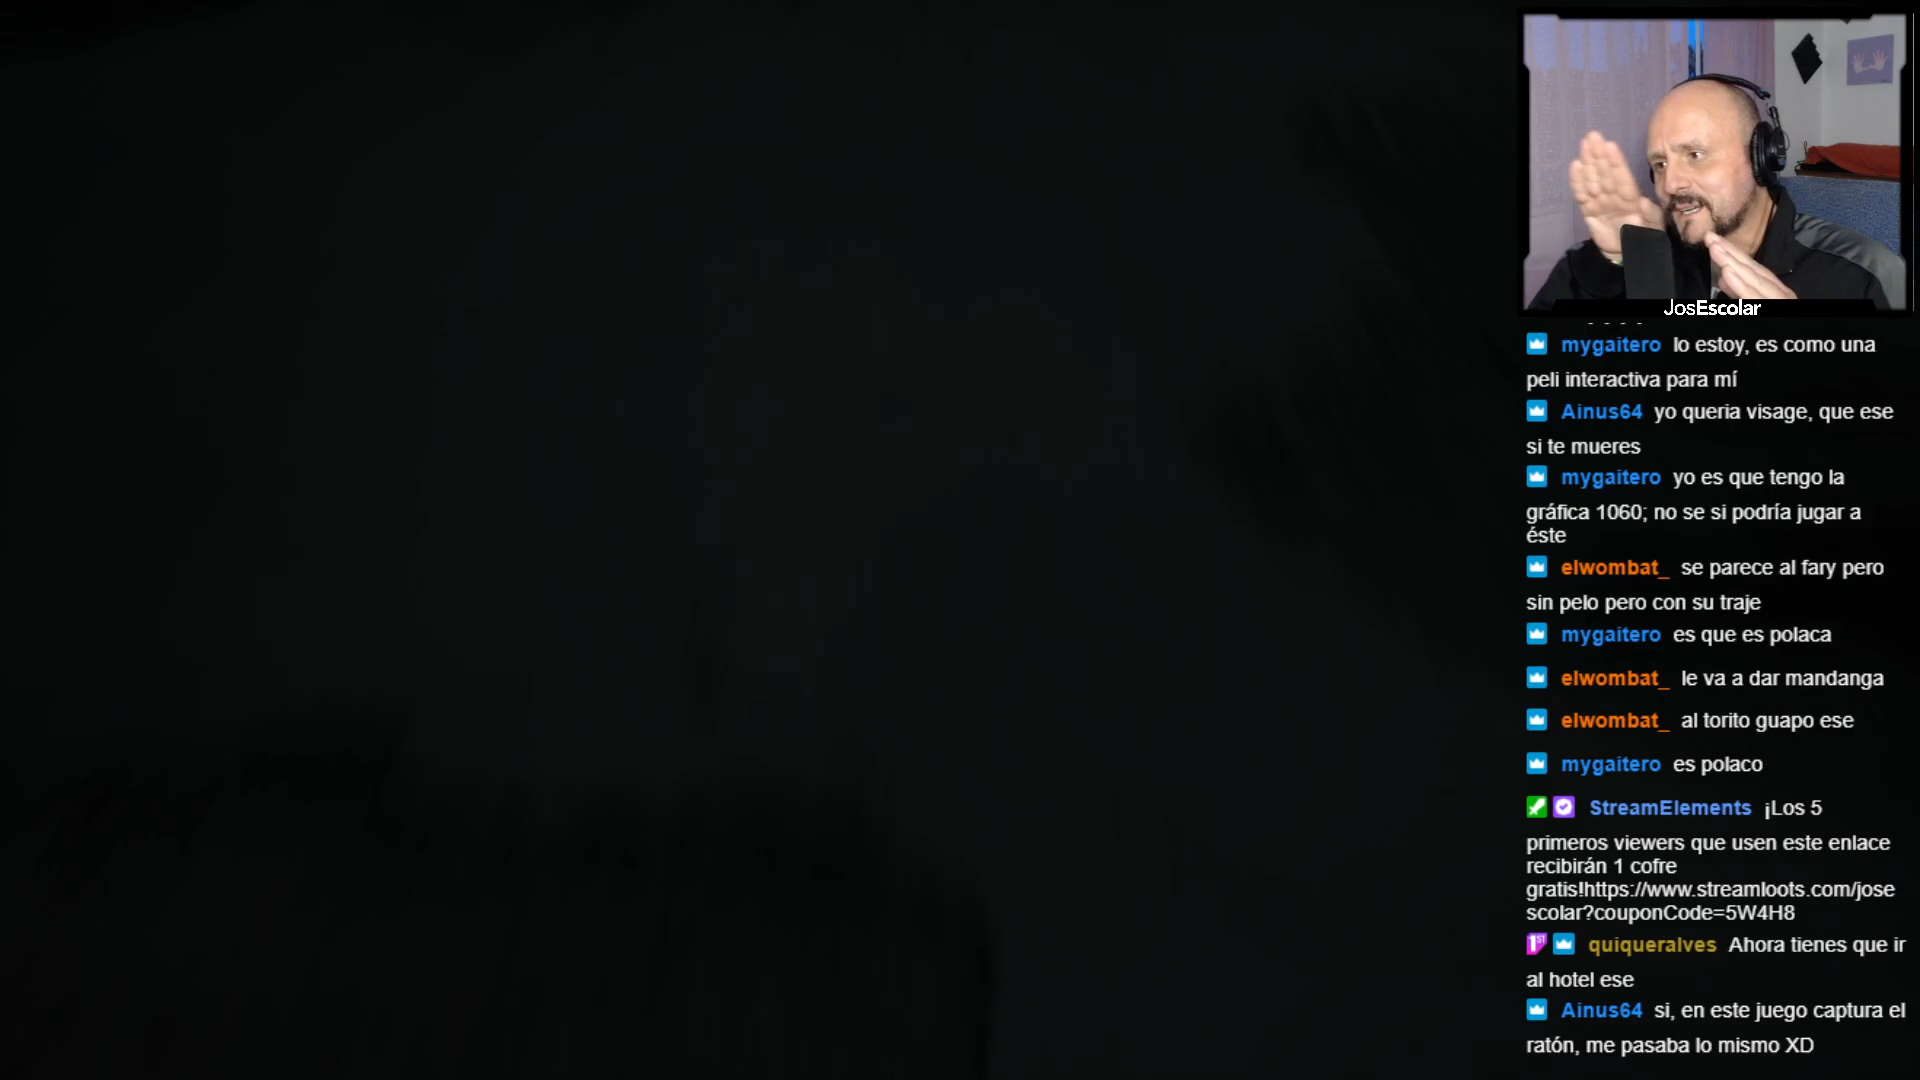 JosEscolar
mygaitero lo estoy, es como una
peli interactiva para mí
Ainus64 yo queria visage, que ese
si te mueres
mygaitero yo es que tengo la
gráfica 1060; no se si podría jugar a
éste
elwombat_ se parece al fary pero
sin pelo pero con su traje
mygaitero es que es polaca
elwombat_ le va a dar mandanga
elwombat_ al torito guapo ese
mygaitero es polaco
StreamElements ¡Los 5
primeros viewers que usen este enlace
recibirán 1 cofre
gratis!https://www.streamloots.com/jose
scolar?couponCode=5W4H8
1ST quiqueralves Ahora tienes que ir
al hotel ese
Ainus64 si, en este juego captura el
ratón, me pasaba lo mismo XD